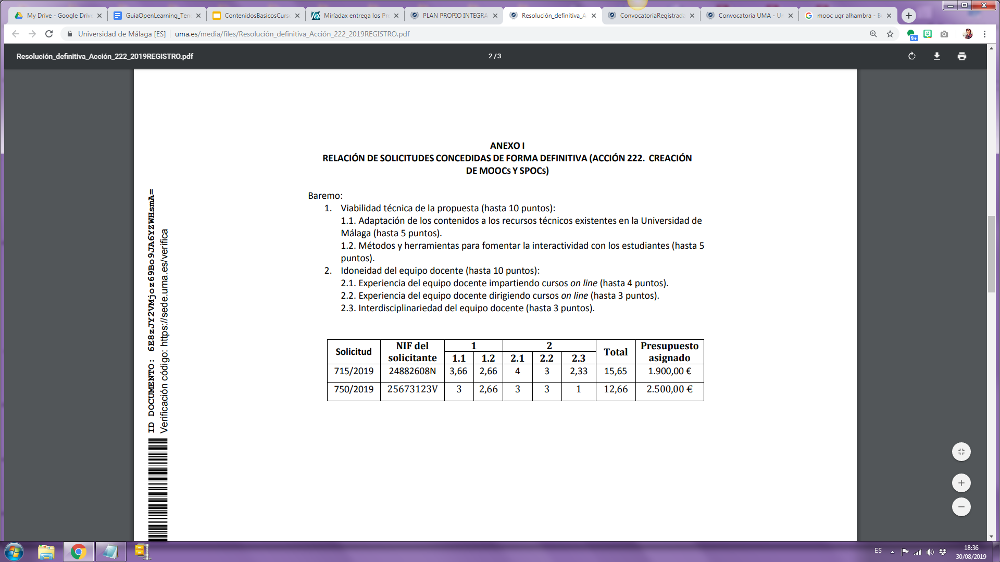 My Drive - Google Drive
GuiaOpenLearning_Tend
ContenidosBasicosCurs
Miríadax entrega los Pr
PLAN PROPIO INTEGRA
Resolución_definitiva_A
ConvocatoriaRegistrada
Convocatoria UMA - Un
mooc ugr alhambra - B
Universidad de Málaga [ES] | uma.es/media/files/Resolución_definitiva_Acción_222_2019REGISTRO.pdf
9+
Resolución_definitiva_Acción_222_2019REGISTRO.pdf
2 / 3
ANEXO I
RELACIÓN DE SOLICITUDES CONCEDIDAS DE FORMA DEFINITIVA (ACCIÓN 222. CREACIÓN
DE MOOCs Y SPOCs)
Baremo:
1. Viabilidad técnica de la propuesta (hasta 10 puntos):
1.1. Adaptación de los contenidos a los recursos técnicos existentes en la Universidad de
Málaga (hasta 5 puntos).
1.2. Métodos y herramientas para fomentar la interactividad con los estudiantes (hasta 5
puntos).
2. Idoneidad del equipo docente (hasta 10 puntos):
2.1. Experiencia del equipo docente impartiendo cursos on line (hasta 4 puntos).
2.2. Experiencia del equipo docente dirigiendo cursos on line (hasta 3 puntos).
2.3. Interdisciplinariedad del equipo docente (hasta 3 puntos).
Solicitud NIF del solicitante 1 2 Total Presupuesto asignado
1.1 1.2 2.1 2.2 2.3
715/2019 24882608N 3,66 2,66 4 3 2,33 15,65 1.900,00 €
750/2019 25673123V 3 2,66 3 3 1 12,66 2.500,00 €
ID DOCUMENTO: 6E8zJY2VMjoz69Bo9JA6YZWHsmA=
Verificación código: https://sede.uma.es/verifica
ES
18:36
30/08/2019